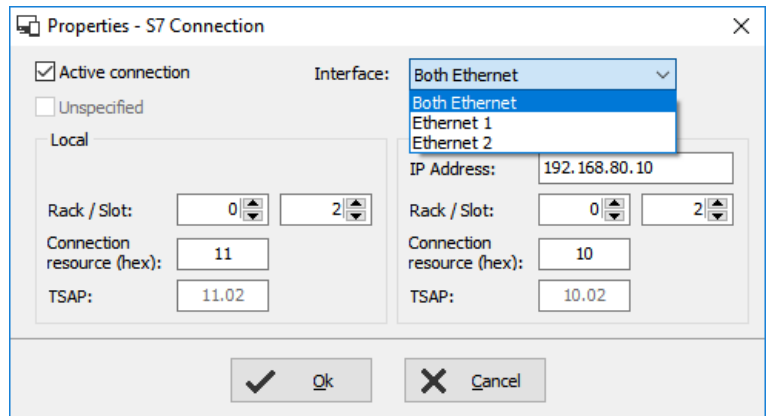 Properties - S7 Connection
Active connection
Interface:
Both Ethernet
Both Ethernet
Ethernet 1
Ethernet 2
Unspecified
Local
Rack / Slot:
0
2
Connection
resource (hex):
11
TSAP:
11.02
IP Address:
192.168.80.10
Rack / Slot:
0
2
Connection
resource (hex):
10
TSAP:
10.02
Ok
Cancel